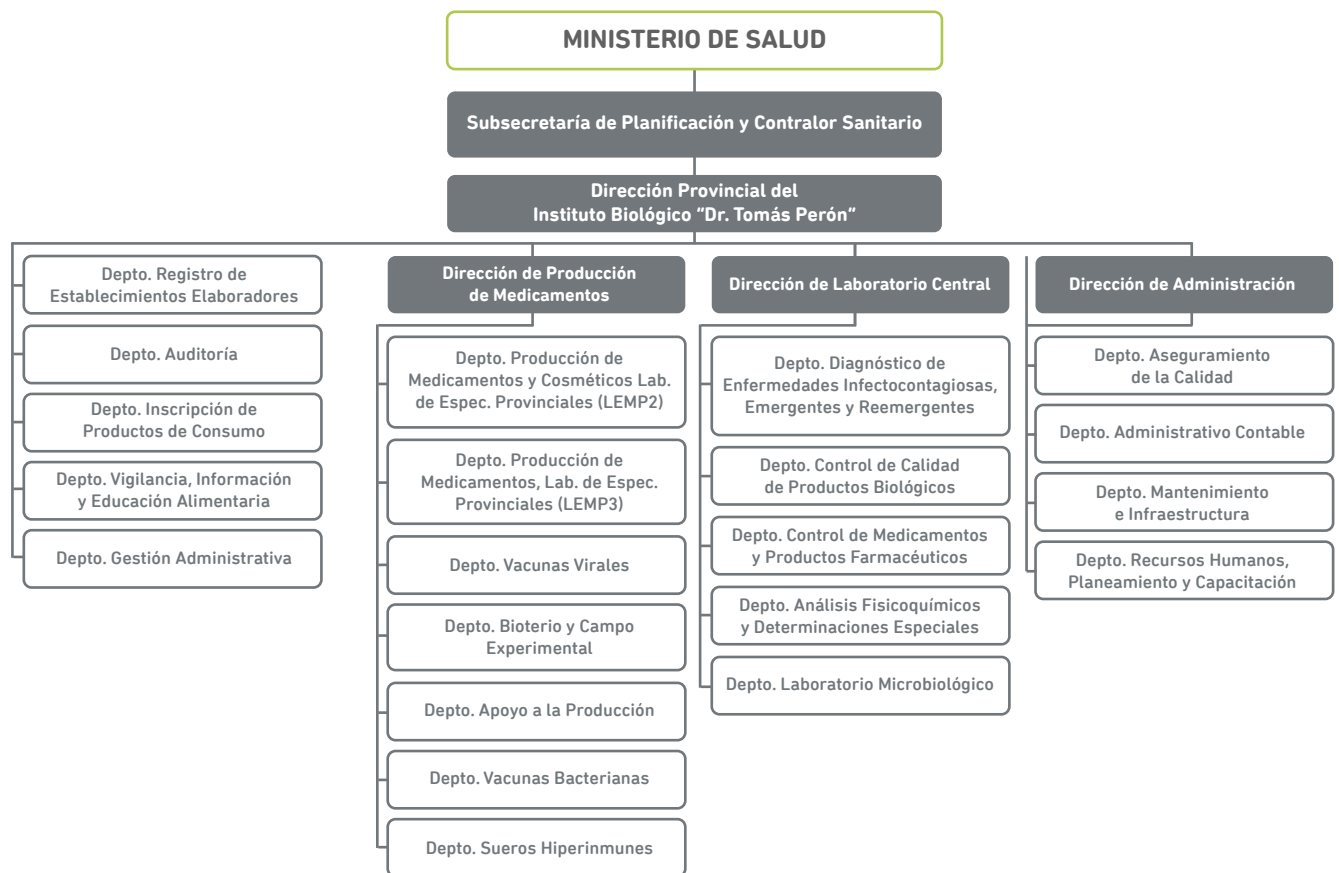 MINISTERIO DE SALUD
Subsecretaría de Planificación y Contralor Sanitario
Dirección Provincial del
Instituto Biológico “Dr. Tomás Perón”
Depto. Registro de
Establecimientos Elaboradores
Depto. Auditoría
Depto. Inscripción de
Productos de Consumo
Depto. Vigilancia, Información
y Educación Alimentaria
Depto. Gestión Administrativa
Dirección de Producción
de Medicamentos
Depto. Producción de
Medicamentos y Cosméticos Lab.
de Espec. Provinciales (LEMP2)
Depto. Producción de
Medicamentos, Lab. de Espec.
Provinciales (LEMP3)
Depto. Vacunas Virales
Depto. Bioterio y Campo
Experimental
Depto. Apoyo a la Producción
Depto. Vacunas Bacterianas
Depto. Sueros Hiperinmunes
Dirección de Laboratorio Central
Depto. Diagnóstico de
Enfermedades Infectocontagiosas,
Emergentes y Reemergentes
Depto. Control de Calidad
de Productos Biológicos
Depto. Control de Medicamentos
y Productos Farmacéuticos
Depto. Análisis Fisicoquímicos
y Determinaciones Especiales
Depto. Laboratorio Microbiológico
Dirección de Administración
Depto. Aseguramiento
de la Calidad
Depto. Administrativo Contable
Depto. Mantenimiento
e Infraestructura
Depto. Recursos Humanos,
Planeamiento y Capacitación